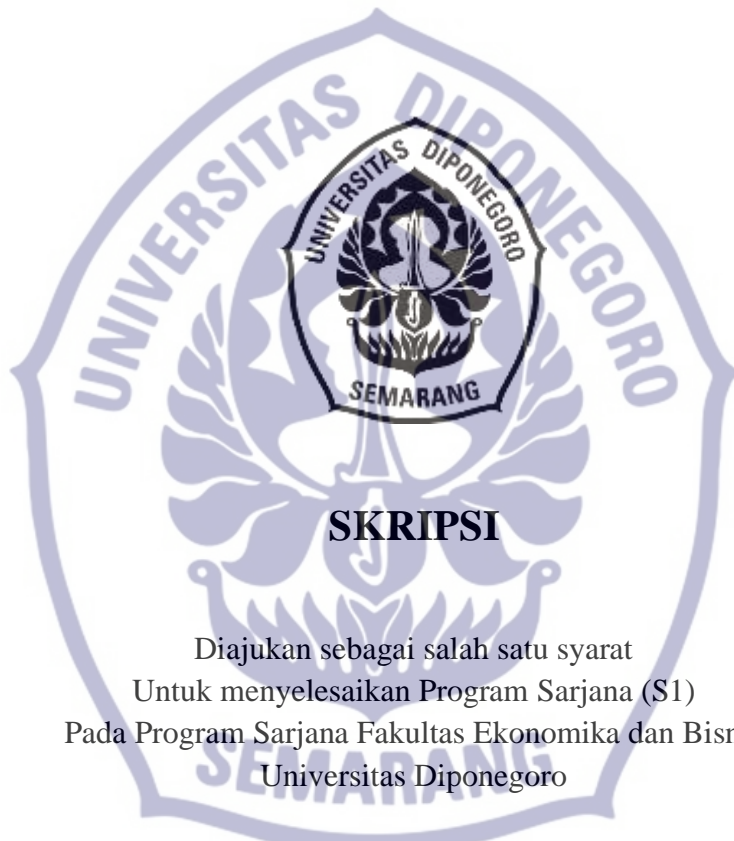 UNIVERSITAS DIPONEGORO
SEMARANG
UNIVERSITAS DIPONEGORO
SEMARANG
SKRIPSI
Diajukan sebagai salah satu syarat
Untuk menyelesaikan Program Sarjana (S1)
Pada Program Sarjana Fakultas Ekonomika dan Bisn
Universitas Diponegoro